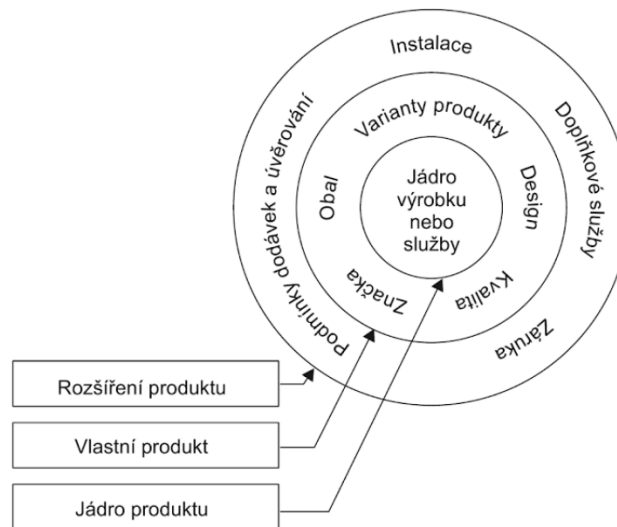 Instalace
Podmínky dodávek a úvěrování
Doplňkové služby
Záruka
Varianty produkty
Obal
Design
Značka
Kvalita
Jádro
výrobku
nebo
služby
Rozšíření produktu
Vlastní produkt
Jádro produktu